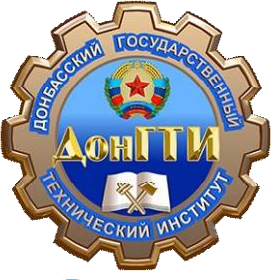 ДОНБАССКИЙ ГОСУДАРСТВЕННЫЙ
ДонГТИ
ТЕХНИЧЕСКИЙ ИНСТИТУТ